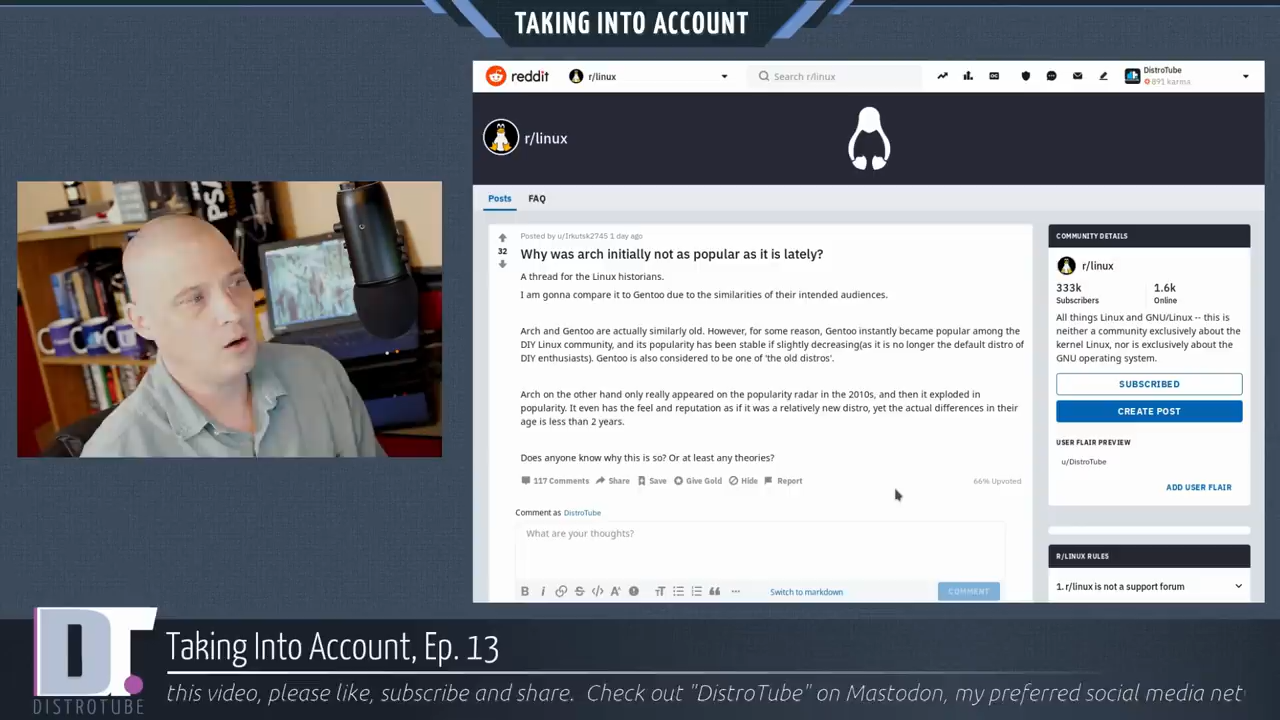 TAKING INTO ACCOUNT
reddit
r/linux
Search r/linux
DistroTube
891 karma
r/linux
Posts
FAQ
Posted by u/Irkutsk2745 1 day ago
32
Why was arch initially not as popular as it is lately?
A thread for the Linux historians.
I am gonna compare it to Gentoo due to the similarities of their intended audiences.
Arch and Gentoo are actually similarly old. However, for some reason, Gentoo instantly became popular among the
DIY Linux community, and its popularity has been stable if slightly decreasing(as it is no longer the default distro of
DIY enthusiasts). Gentoo is also considered to be one of 'the old distros'.
Arch on the other hand only really appeared on the popularity radar in the 2010s, and then it exploded in
popularity. It even has the feel and reputation as if it was a relatively new distro, yet the actual differences in their
age is less than 2 years.
Does anyone know why this is so? Or at least any theories?
117 Comments Share Save Give Gold Hide Report
66% Upvoted
Comment as DistroTube
What are your thoughts?
Switch to markdown
COMMENT
COMMUNITY DETAILS
r/linux
333k 1.6k
Subscribers Online
All things Linux and GNU/Linux -- this is
neither a community exclusively about the
kernel Linux, nor is exclusively about the
GNU operating system.
SUBSCRIBED
CREATE POST
USER FLAIR PREVIEW
u/DistroTube
ADD USER FLAIR
R/LINUX RULES
1. r/linux is not a support forum
DT
DISTROTUBE
Taking Into Account, Ep. 13
this video, please like, subscribe and share. Check out "DistroTube" on Mastodon, my preferred social media net